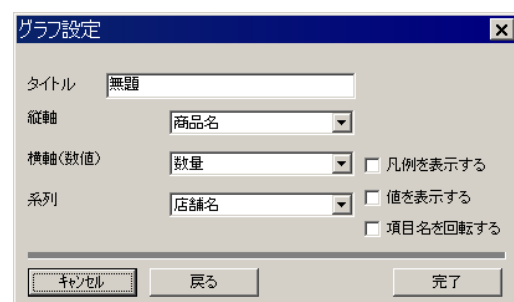 グラフ設定
タイトル 無題
縦軸 商品名
横軸(数値) 数量 凡例を表示する
系列 店舗名 値を表示する
項目名を回転する
キャンセル 戻る 完了